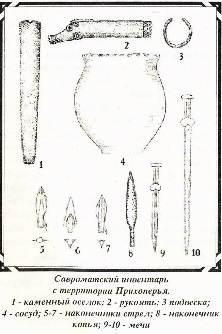 2
3
1
4
5
6
7
8
9
10
Савроматский инвентарь
с территории Прихоперья.
1 - каменный оселок; 2 - рукоять; 3 подвеска;
4 - сосуд; 5-7 - наконечники стрел; 8 - наконечник
копья; 9-10 - мечи